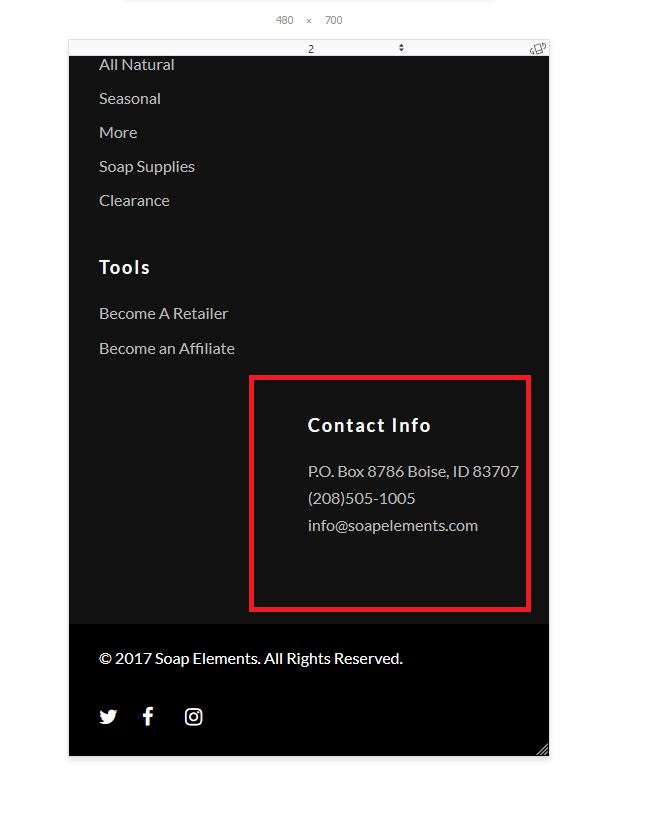 480 × 700
2
All Natural
Seasonal
More
Soap Supplies
Clearance
Tools
Become A Retailer
Become an Affiliate
Contact Info
P.O. Box 8786 Boise, ID 83707
(208)505-1005
info@soapelements.com
© 2017 Soap Elements. All Rights Reserved.